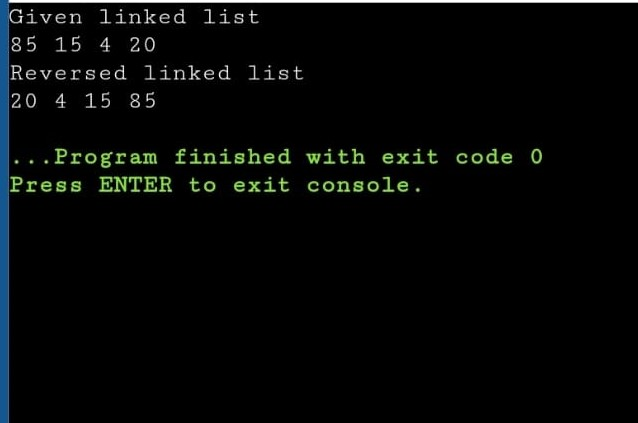 Given linked list
85 15 4 20
Reversed linked list
20 4 15 85
...Program finished with exit code 0
Press ENTER to exit console.